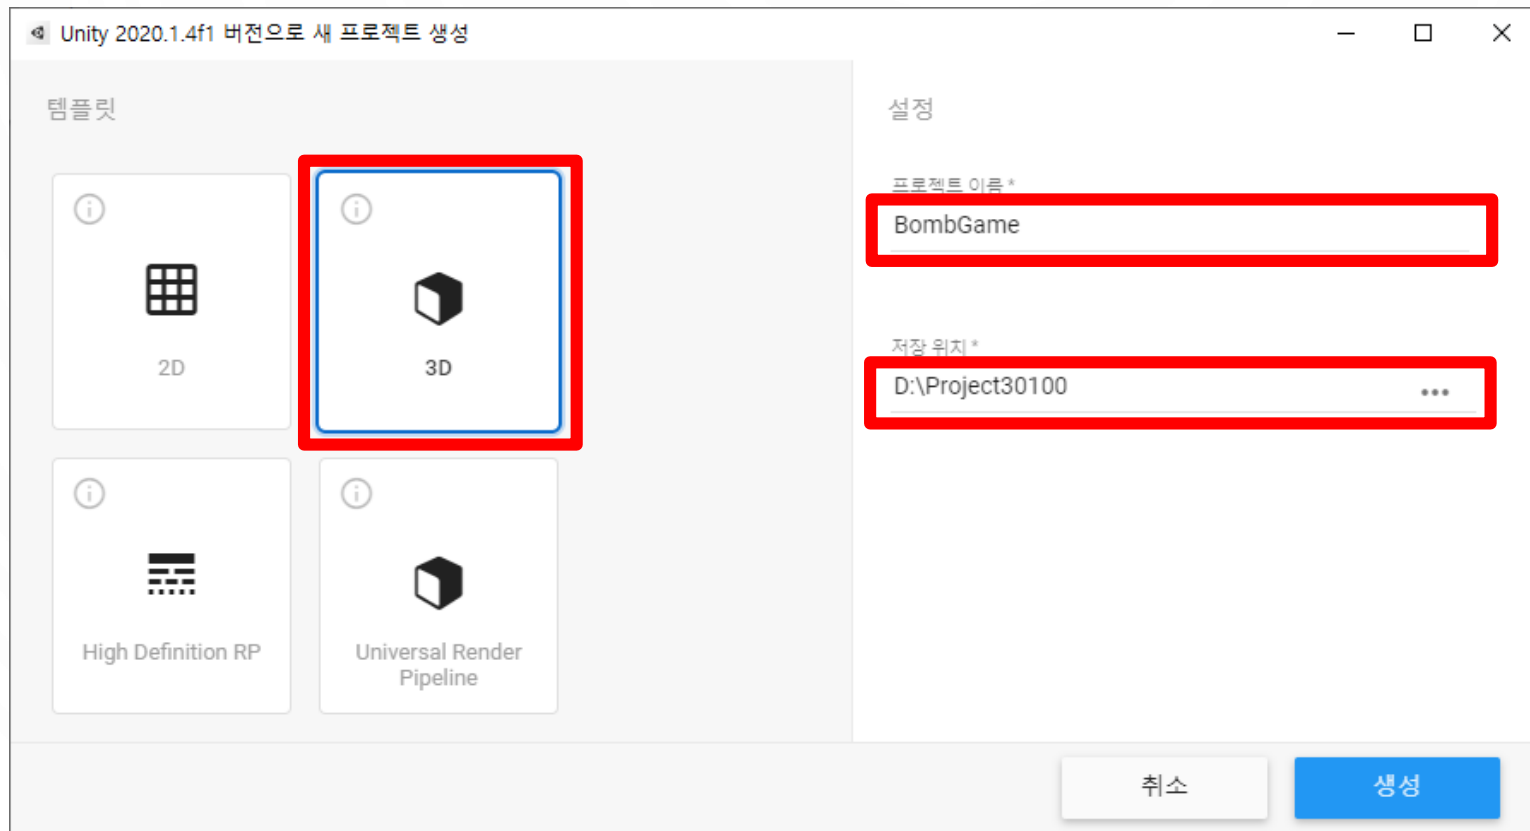 Unity 2020.1.4f1 버전으로 새 프로젝트 생성
템플릿
2D
3D
High Definition RP
Universal Render
Pipeline
설정
프로젝트 이름 *
BombGame
저장 위치 *
D:\Project30100
취소
생성